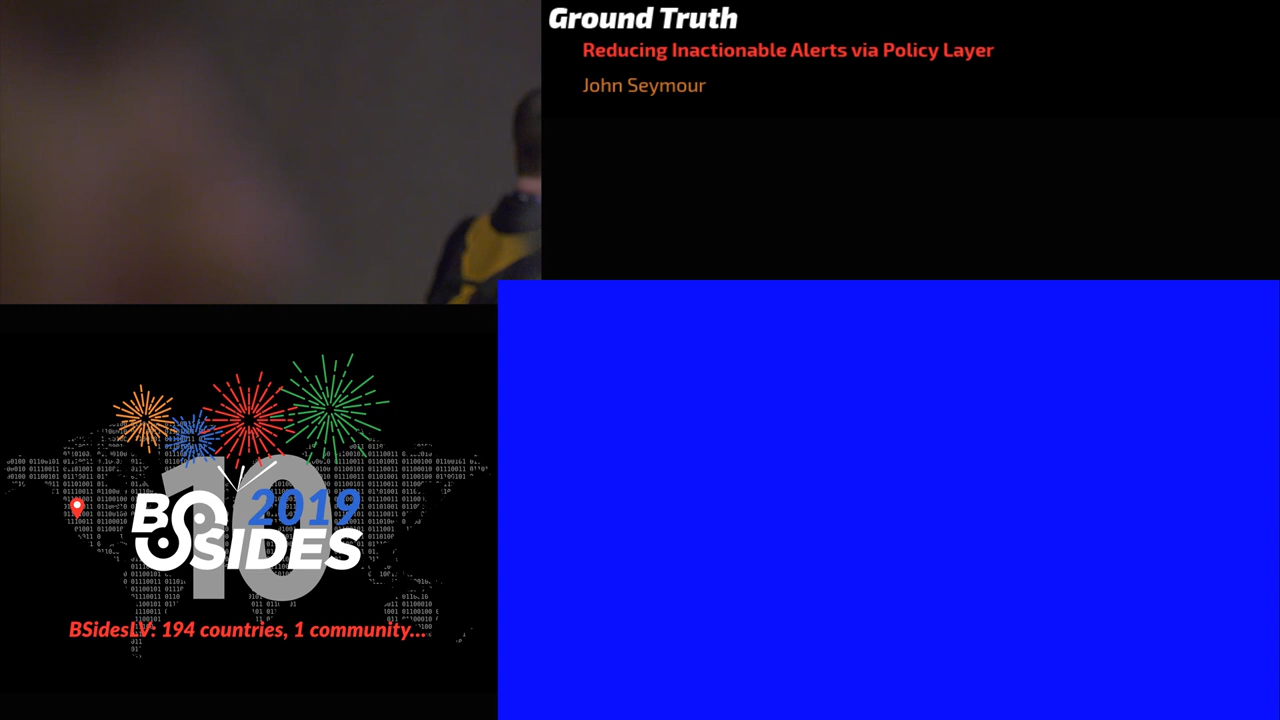 Ground Truth
Reducing Inactionable Alerts via Policy Layer
John Seymour
10
2019
BSIDES
BSidesLV: 194 countries, 1 community...